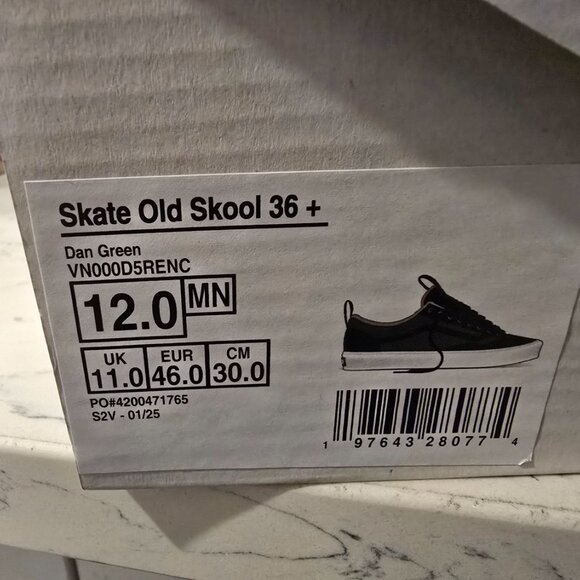 Skate Old Skool 36 +
Dan Green
VN000D5RENC
12.0 MN
UK EUR CM
11.0 46.0 30.0
PO#4200471765
S2V - 01/25
1 97643 28077 4